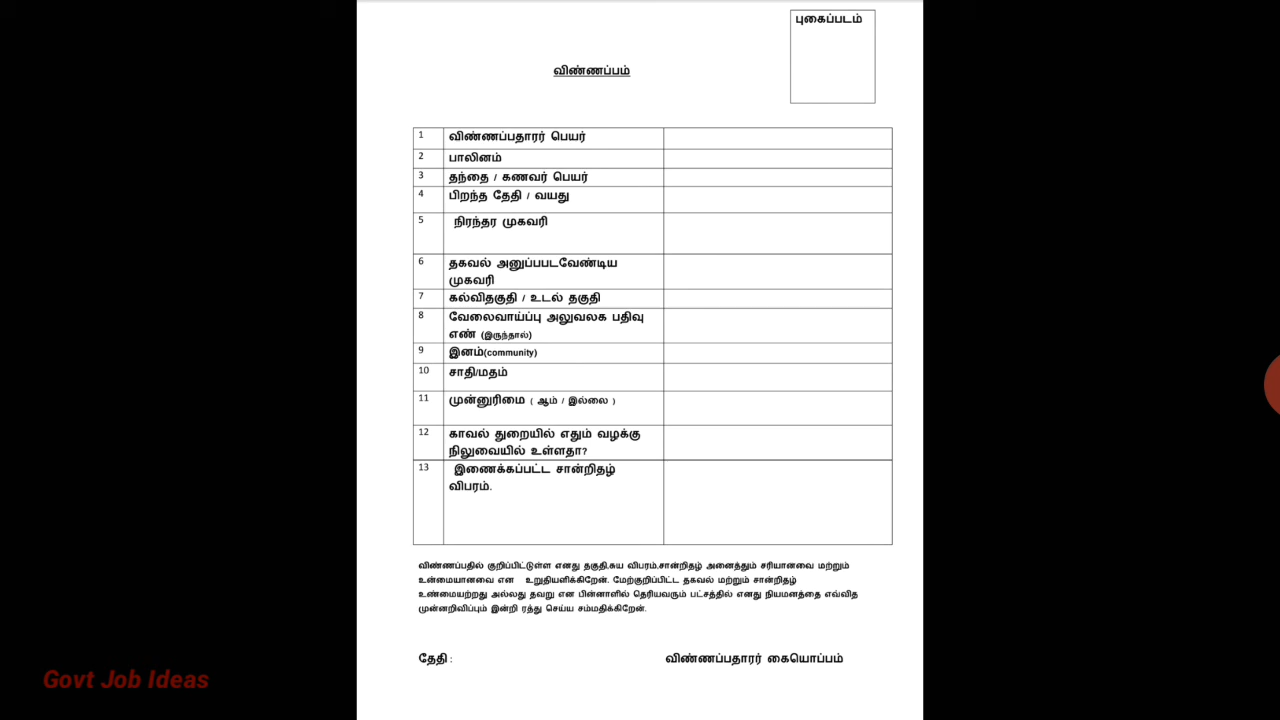 புகைப்படம்
விண்ணப்பம்
1 விண்ணப்பதாரர் பெயர்
2 பாலினம்
3 தந்தை / கணவர் பெயர்
4 பிறந்த தேதி / வயது
5 நிரந்தர முகவரி
6 தகவல் அனுப்பபடவேண்டிய
முகவரி
7 கல்விதகுதி / உடல் தகுதி
8 வேலைவாய்ப்பு அலுவலக பதிவு
எண் (இருந்தால்)
9 இனம்(community)
10 சாதி/மதம்
11 முன்னுரிமை ( ஆம் / இல்லை )
12 காவல் துறையில் எதும் வழக்கு
நிலுவையில் உள்ளதா?
13 இணைக்கப்பட்ட சான்றிதழ்
விபரம்.
விண்ணப்பதில் குறிப்பிட்டுள்ள எனது தகுதி,சுய விபரம்,சான்றிதழ் அனைத்தும் சரியானவை மற்றும்
உன்மையானவை என உறுதியளிக்கிறேன். மேற்குறிப்பிட்ட தகவல் மற்றும் சான்றிதழ்
உண்மையற்றது அல்லது தவறு என பின்னாளில் தெரியவரும் பட்சத்தில் எனது நியமனத்தை எவ்வித
முன்னறிவிப்பும் இன்றி ரத்து செய்ய சம்மதிக்கிறேன்.
தேதி : விண்ணப்பதாரர் கையொப்பம்
Govt Job Ideas